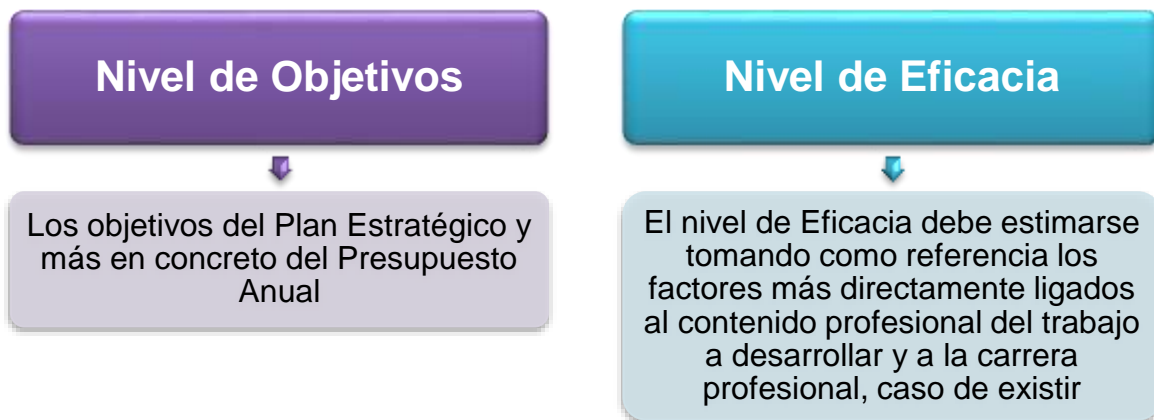 Nivel de Objetivos
Los objetivos del Plan Estratégico y
más en concreto del Presupuesto
Anual
Nivel de Eficacia
El nivel de Eficacia debe estimarse
tomando como referencia los
factores más directamente ligados
al contenido profesional del trabajo
a desarrollar y a la carrera
profesional, caso de existir